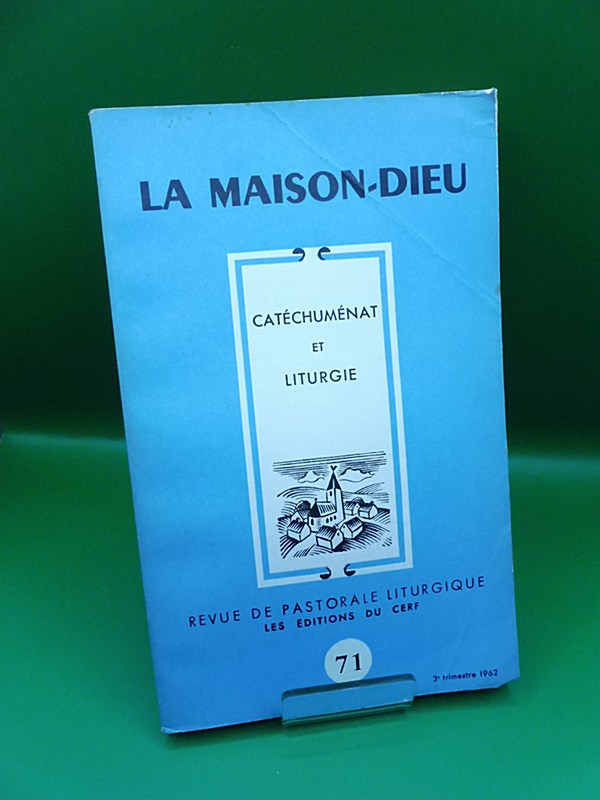 LA MAISON-DIEU
CATÉCHUMÉNAT
ET
LITURGIE
REVUE DE PASTORALE LITURGIQUE
LES ÉDITIONS DU CERF
71
3e trimestre 1962